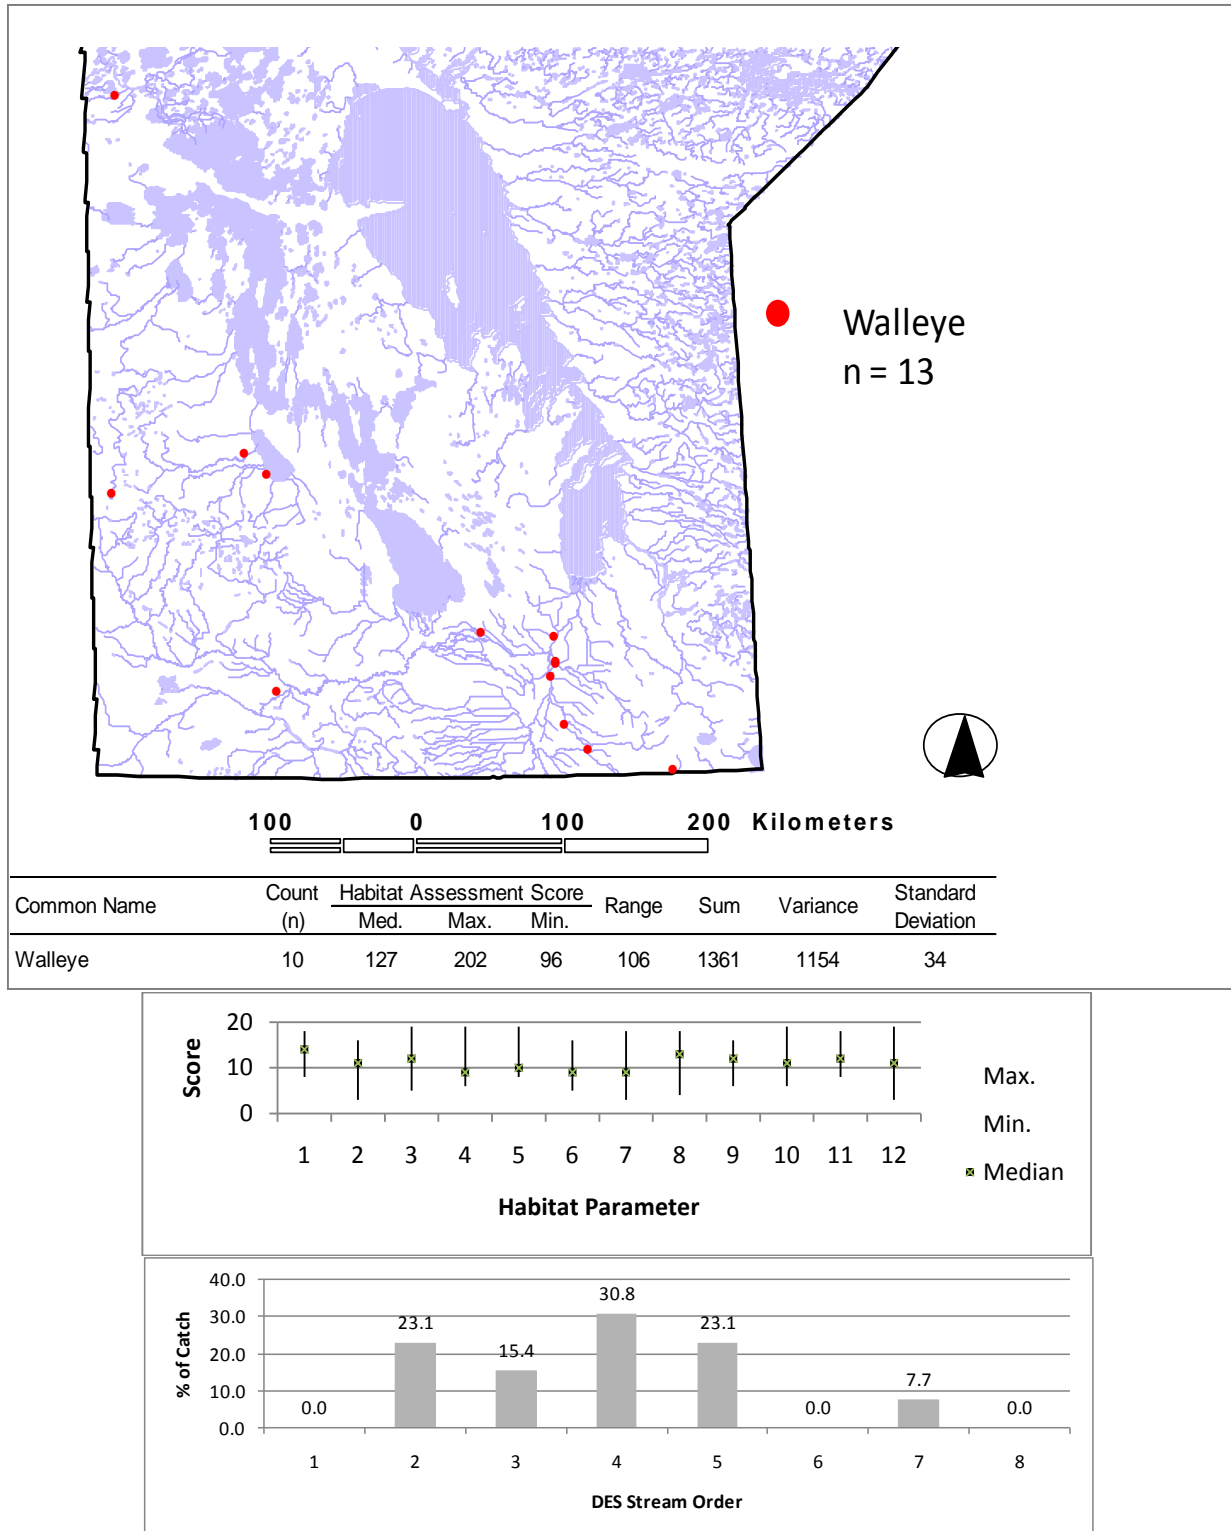 Walleye
n = 13
100 0 100 200 Kilometers
Common Name Count (n) Habitat Assessment Score Med. Max. Min. Range Sum Variance Standard Deviation
Walleye 10 127 202 96 106 1361 1154 34
Score
20
10
0
1 2 3 4 5 6 7 8 9 10 11 12
Habitat Parameter
Max.
Min.
Median
% of Catch
40.0
30.0
20.0
10.0
0.0
0.0 23.1 15.4 30.8 23.1 0.0 7.7 0.0
1 2 3 4 5 6 7 8
DES Stream Order